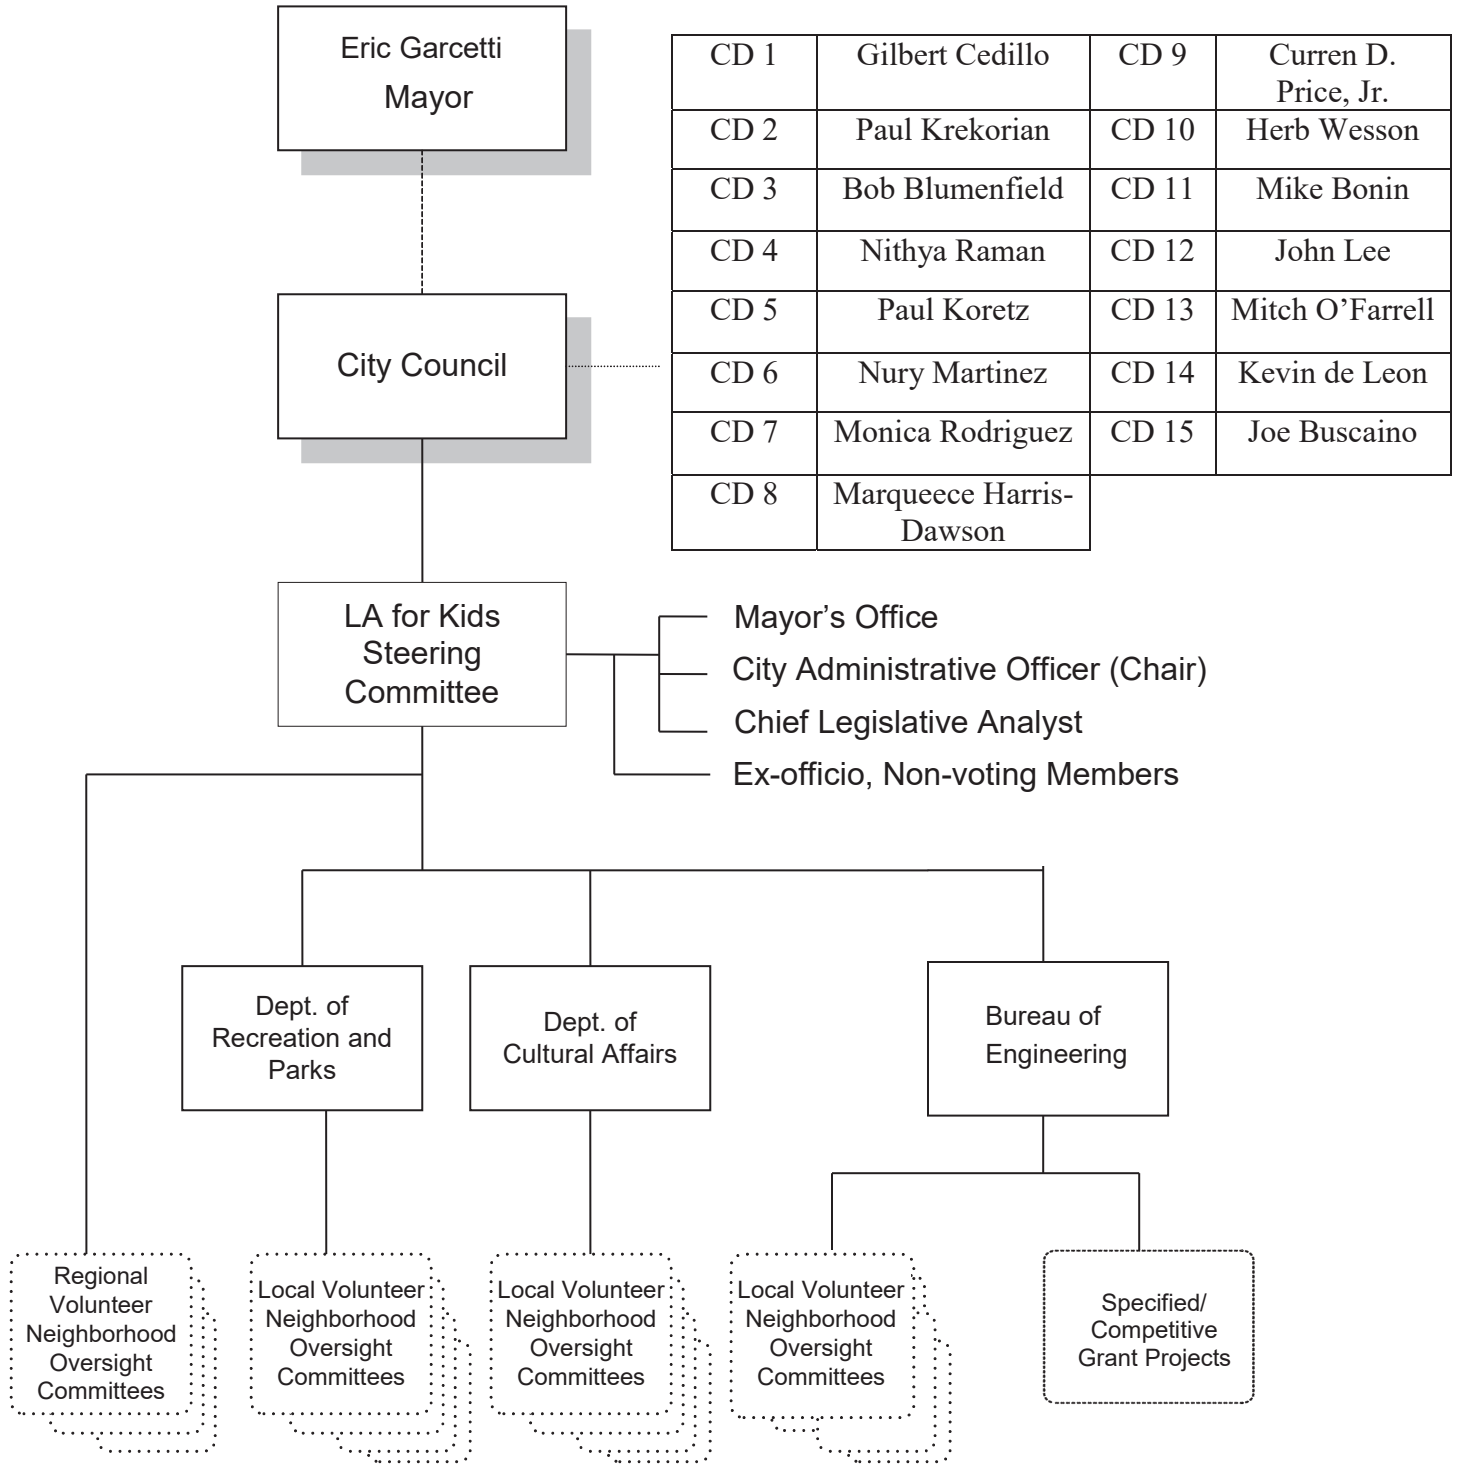 Eric Garcetti
Mayor
CD 1 Gilbert Cedillo CD 9 Curren D.
Price, Jr.
CD 2 Paul Krekorian CD 10 Herb Wesson
CD 3 Bob Blumenfield CD 11 Mike Bonin
CD 4 Nithya Raman CD 12 John Lee
CD 5 Paul Koretz CD 13 Mitch O’Farrell
CD 6 Nury Martinez CD 14 Kevin de Leon
CD 7 Monica Rodriguez CD 15 Joe Buscaino
CD 8 Marqueece Harris-
Dawson
City Council
LA for Kids
Steering
Committee
Mayor’s Office
City Administrative Officer (Chair)
Chief Legislative Analyst
Ex-officio, Non-voting Members
Dept. of
Recreation and
Parks
Dept. of
Cultural Affairs
Bureau of
Engineering
Regional
Volunteer
Neighborhood
Oversight
Committees
Local Volunteer
Neighborhood
Oversight
Committees
Local Volunteer
Neighborhood
Oversight
Committees
Local Volunteer
Neighborhood
Oversight
Committees
Specified/
Competitive
Grant Projects